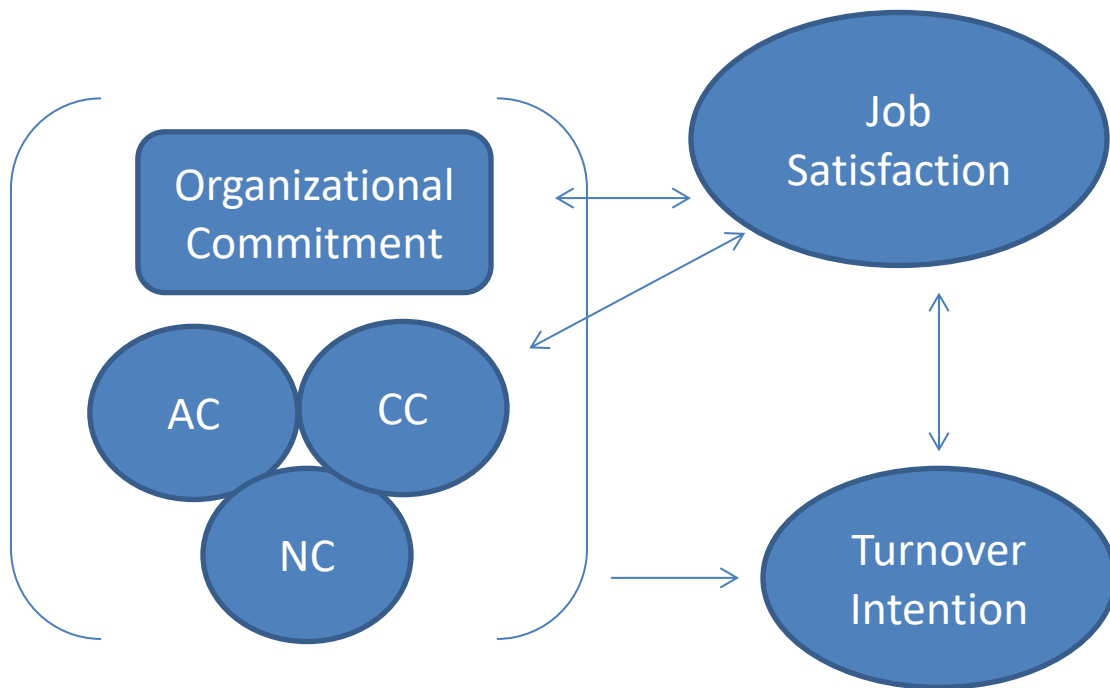 Job
Satisfaction
Organizational
Commitment
AC
CC
NC
Turnover
Intention